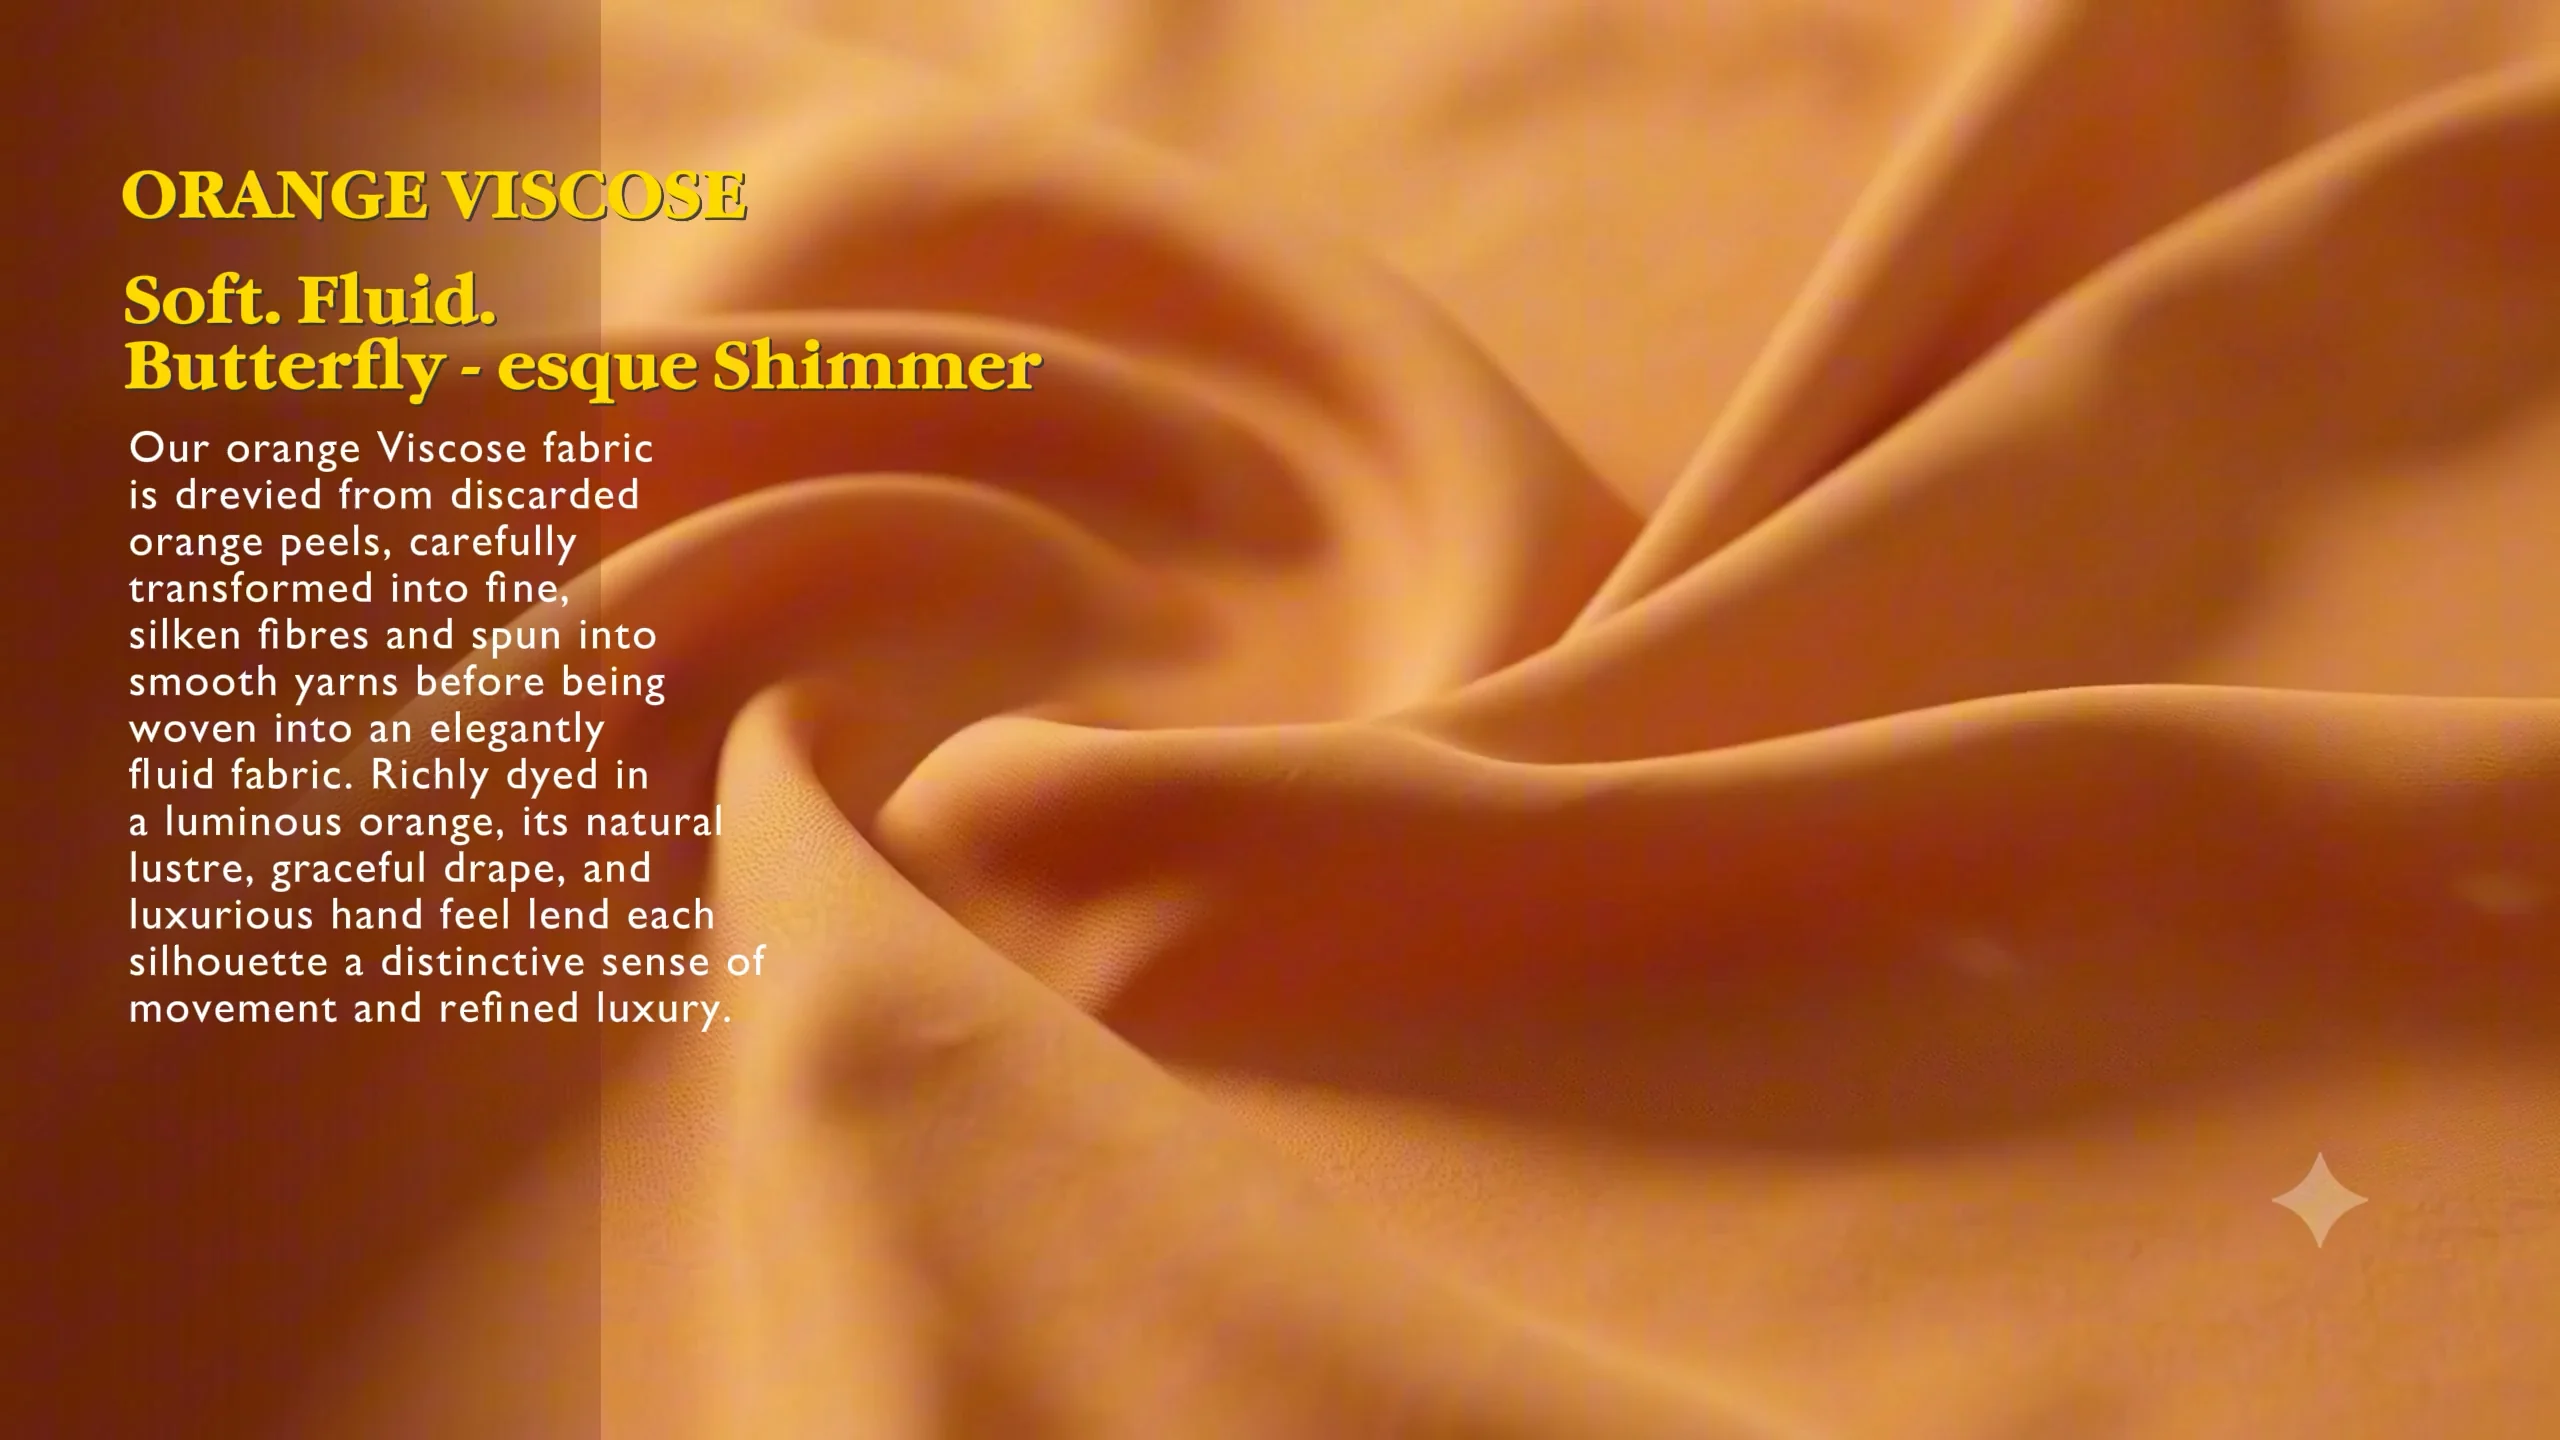 ORANGE VISCOSE
Soft. Fluid.
Butterfly - esque Shimmer
Our orange Viscose fabric
is drevied from discarded
orange peels, carefully
transformed into fine,
silken fibres and spun into
smooth yarns before being
woven into an elegantly
fluid fabric. Richly dyed in
a luminous orange, its natural
lustre, graceful drape, and
luxurious hand feel lend each
silhouette a distinctive sense of
movement and refined luxury.